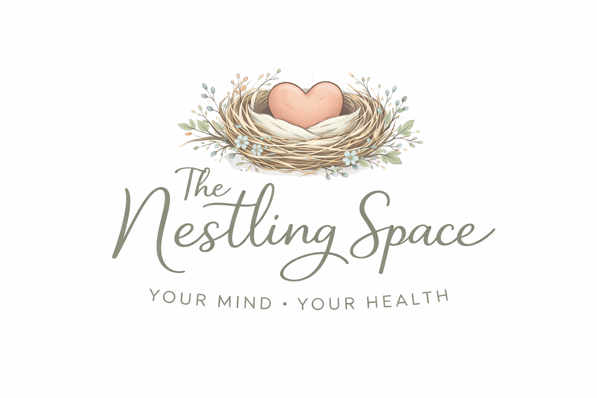 The
Nestling Space
YOUR MIND • YOUR HEALTH